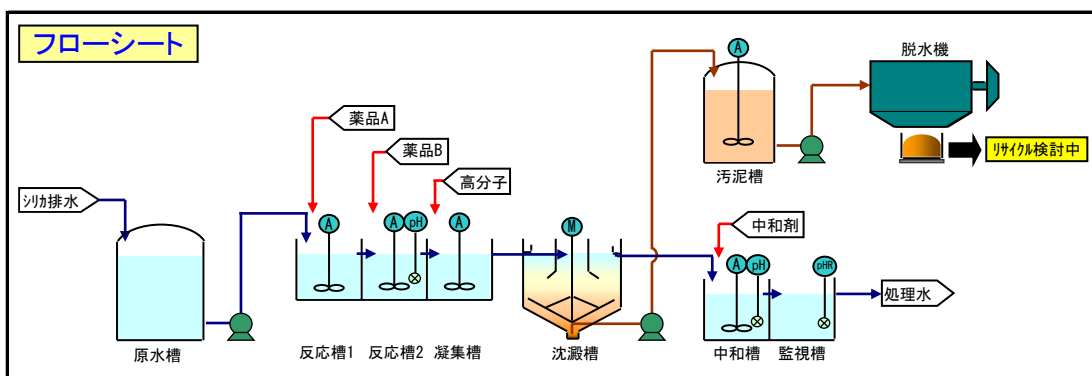 フローシート
脱水機
薬品A
薬品B
高分子
シリカ排水
リサイクル検討中
汚泥槽
中和剤
処理水
原水槽
反応槽1
反応槽2
凝集槽
沈澱槽
中和槽
監視槽
A
A
pH
A
M
A
A
pH
pHR